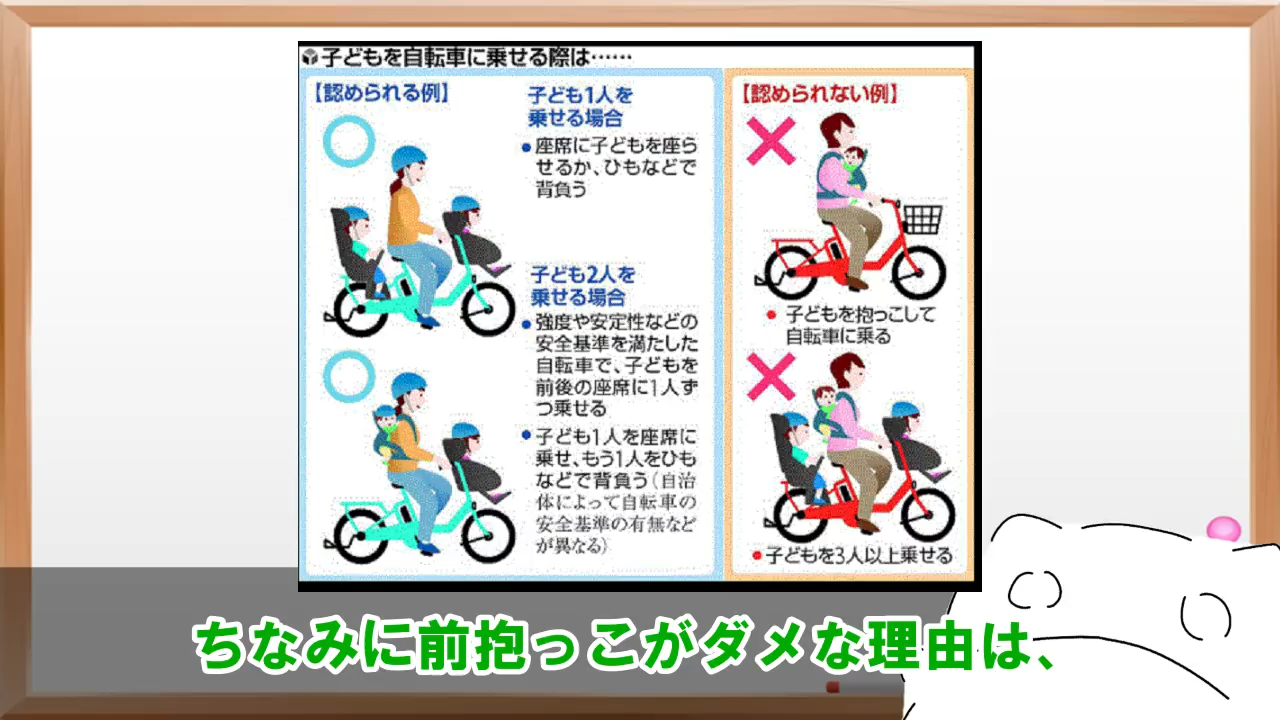 子どもを自転車に乗せる際は……
【認められる例】
子ども1人を
乗せる場合
●座席に子どもを座ら
せるか、ひもなどで
背負う
子ども2人を
乗せる場合
●強度や安定性などの
安全基準を満たした
自転車で、子どもを
前後の座席に1人ず
つ乗せる
●子ども1人を座席に
乗せ、もう1人をひも
などで背負う（自治
体によって自転車の
安全基準の有無など
が異なる）
【認められない例】
●子どもを抱っこして
自転車に乗る
●子どもを3人以上乗せる
ちなみに前抱っこがダメな理由は、